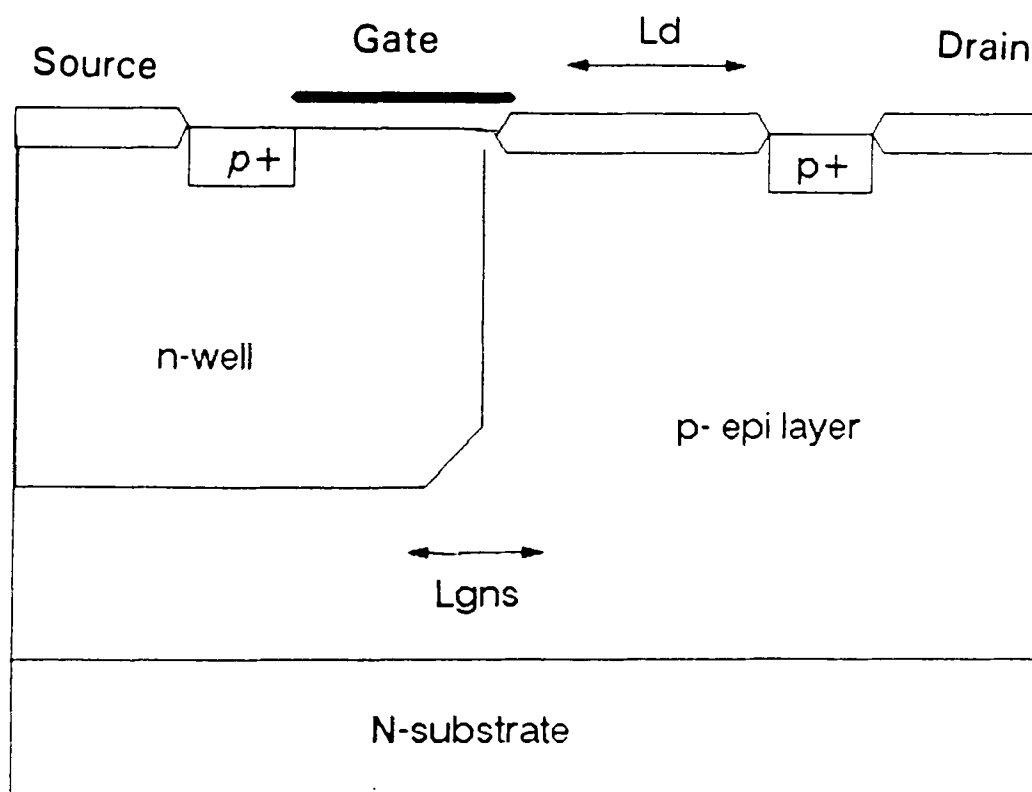 Source
Gate
Ld
Drain
p+
p+
n-well
p- epi layer
Lgns
N-substrate